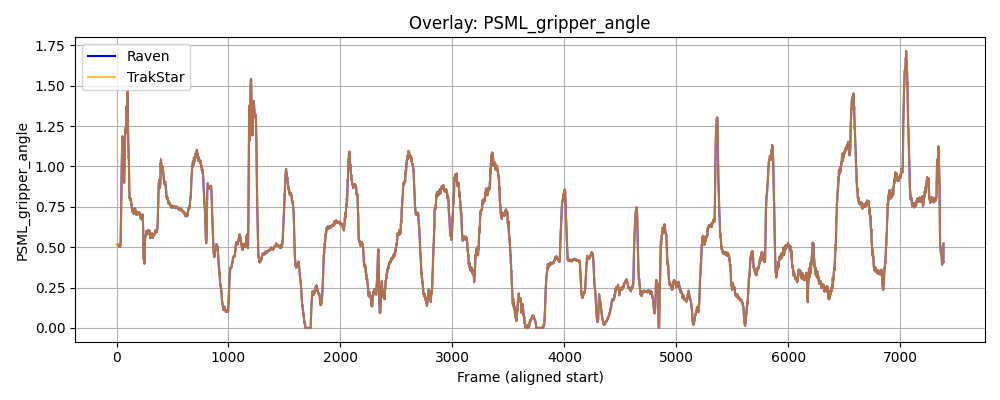 Overlay: PSML_gripper_angle
Raven
TrakStar
PSML_gripper_angle
1.75
1.50
1.25
1.00
0.75
0.50
0.25
0.00
0 1000 2000 3000 4000 5000 6000 7000
Frame (aligned start)